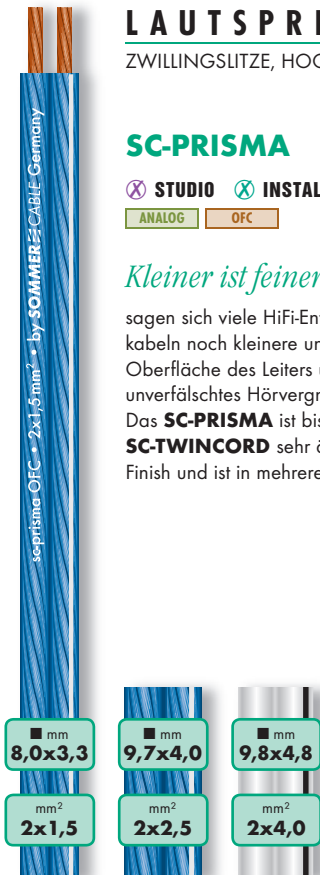 LAUTSPR
ZWILLINGSLITZE, HOC
SC-PRISMA
STUDIO INSTAL
ANALOG OFC
Kleiner ist feiner
sagen sich viele HiFi-Ent
kabeln noch kleinere un
Oberfläche des Leiters u
unverfälschtes Hörvergn
Das SC-PRISMA ist bis
SC-TWINCORD sehr ä
Finish und ist in mehrere
sc-prisma OFC • 2x1,5 mm² • by SOMMER CABLE Germany
mm mm mm
8,0x3,3 9,7x4,0 9,8x4,8
mm² mm² mm²
2x1,5 2x2,5 2x4,0